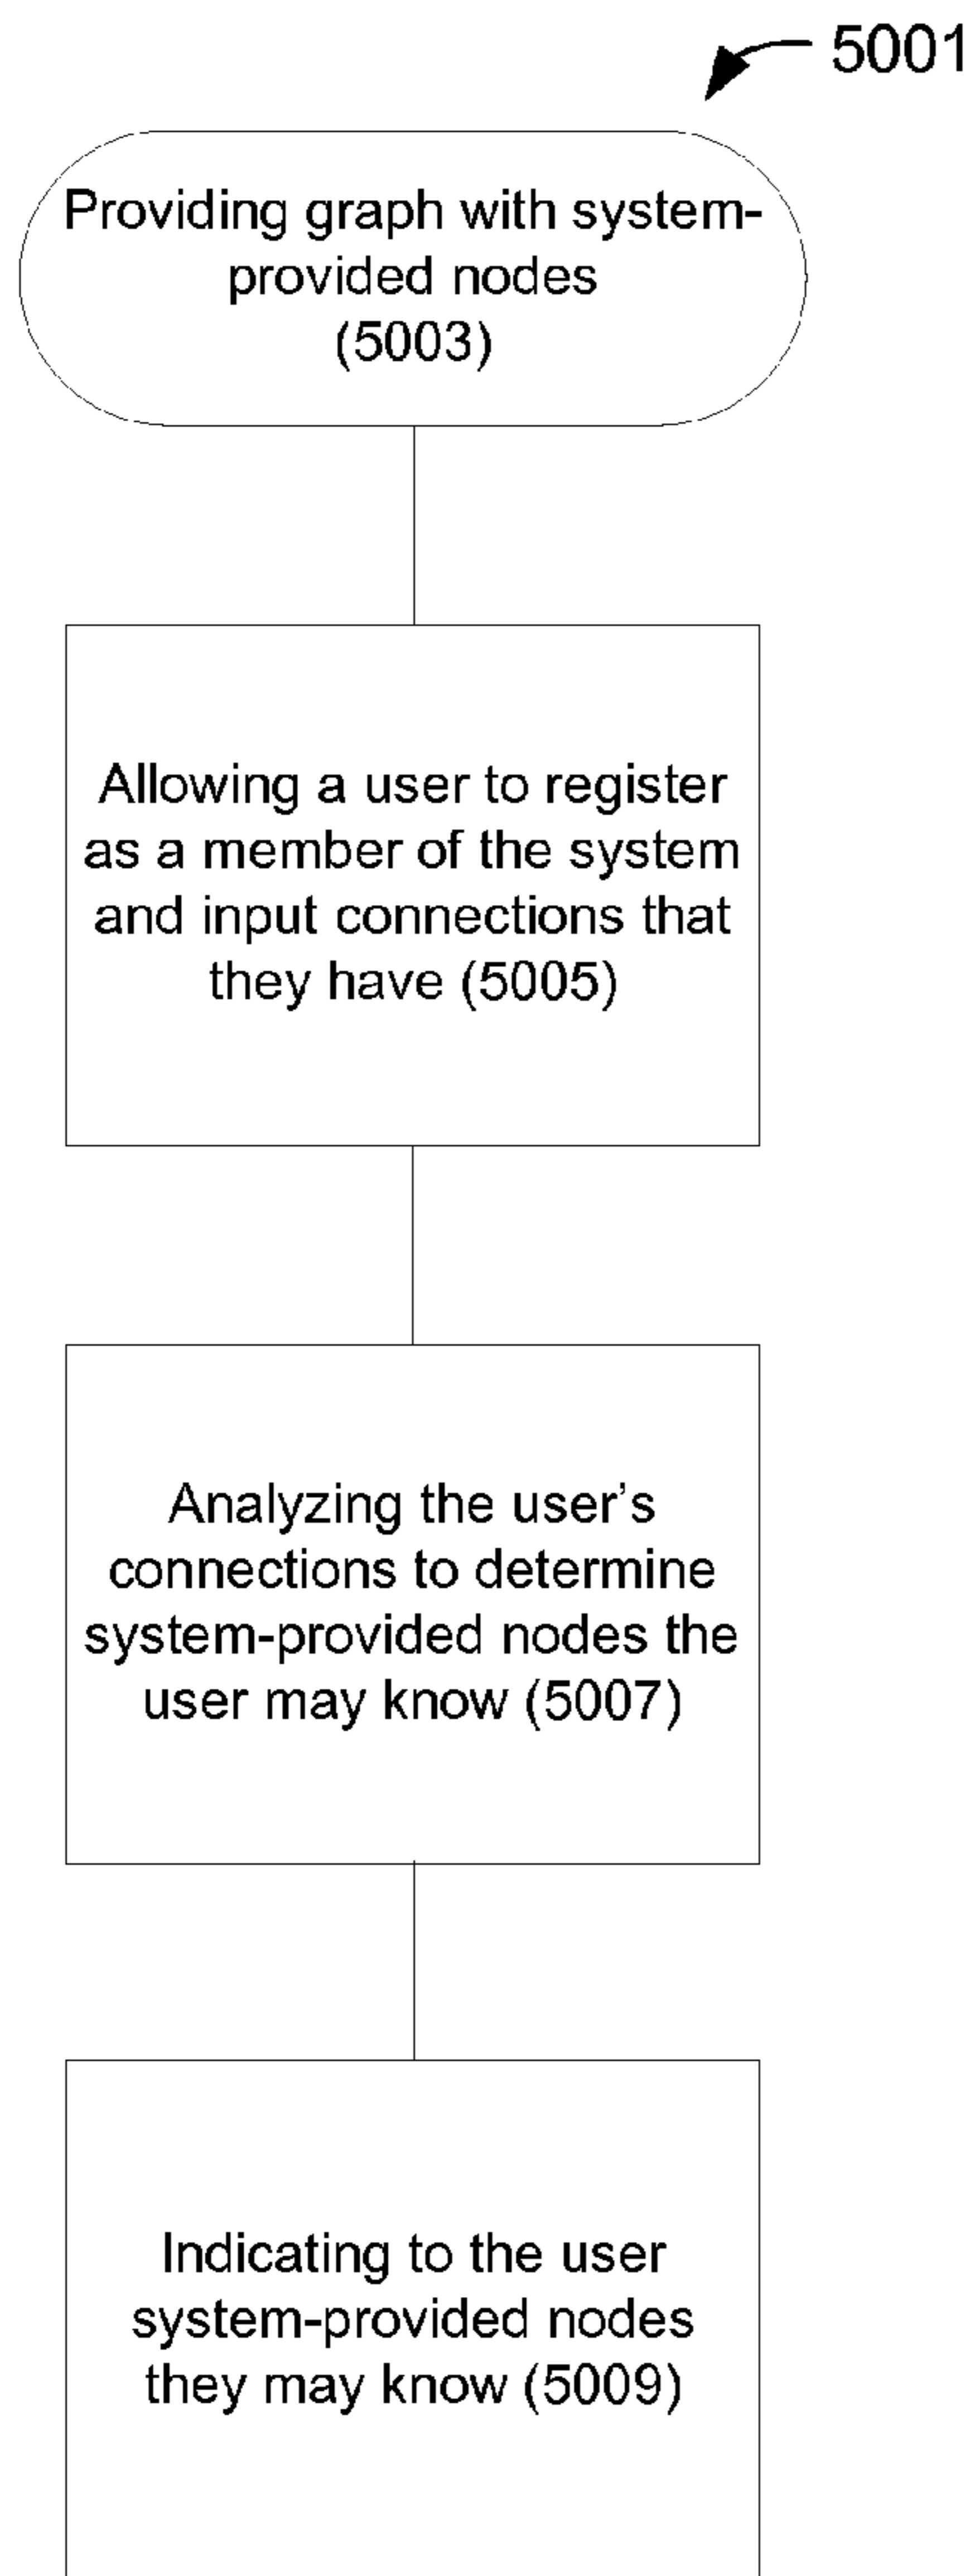 5001
Providing graph with system-
provided nodes
(5003)
Allowing a user to register
as a member of the system
and input connections that
they have (5005)
Analyzing the user's
connections to determine
system-provided nodes the
user may know (5007)
Indicating to the user
system-provided nodes
they may know (5009)